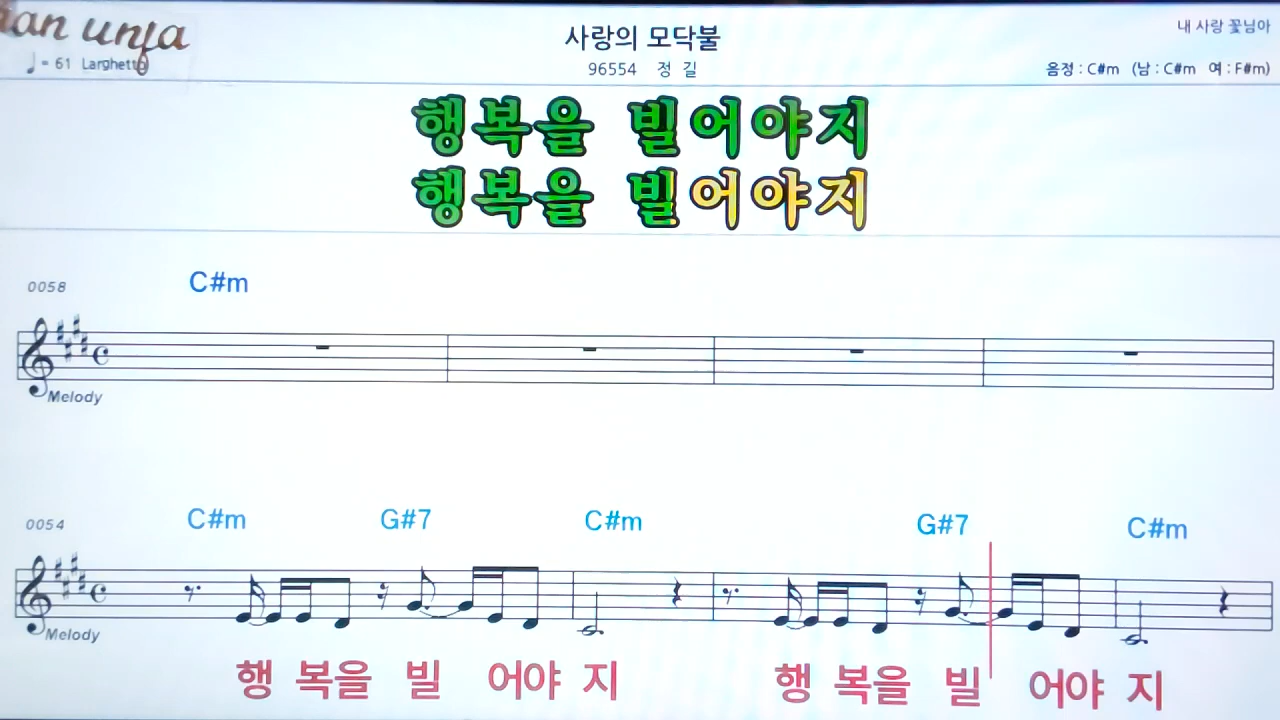 사랑의 모닥불
내 사랑 꽃님아
♩ = 61 Larghetto
96554 정 길
음정 : C#m (남 : C#m 여 : F#m)
행복을 빌어야지
행복을 빌어야지
0058 C#m
Melody
0054 C#m G#7 C#m G#7 C#m
Melody
행 복을 빌 어야 지 행 복을 빌 어야 지